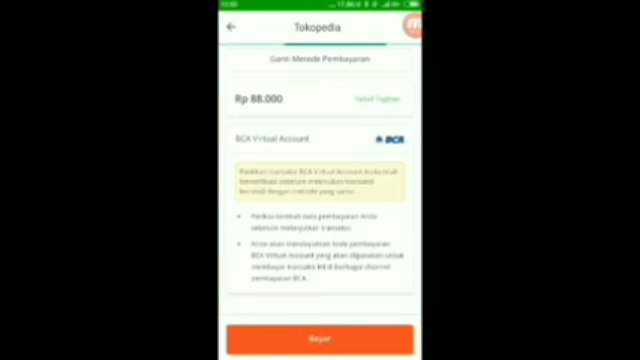 Tokopedia
Ganti Metode Pembayaran
Rp 88.000
Detail Tagihan
BCA Virtual Account
BCA
Pastikan transaksi BCA Virtual Account Anda telah
terverifikasi sebelum melakukan transaksi
kembali dengan metode yang sama.
Periksa kembali data pembayaran Anda
sebelum melanjutkan transaksi.
Anda akan mendapatkan kode pembayaran
BCA Virtual Account yang akan digunakan untuk
membayar transaksi ini di berbagai channel
pembayaran BCA.
Bayar